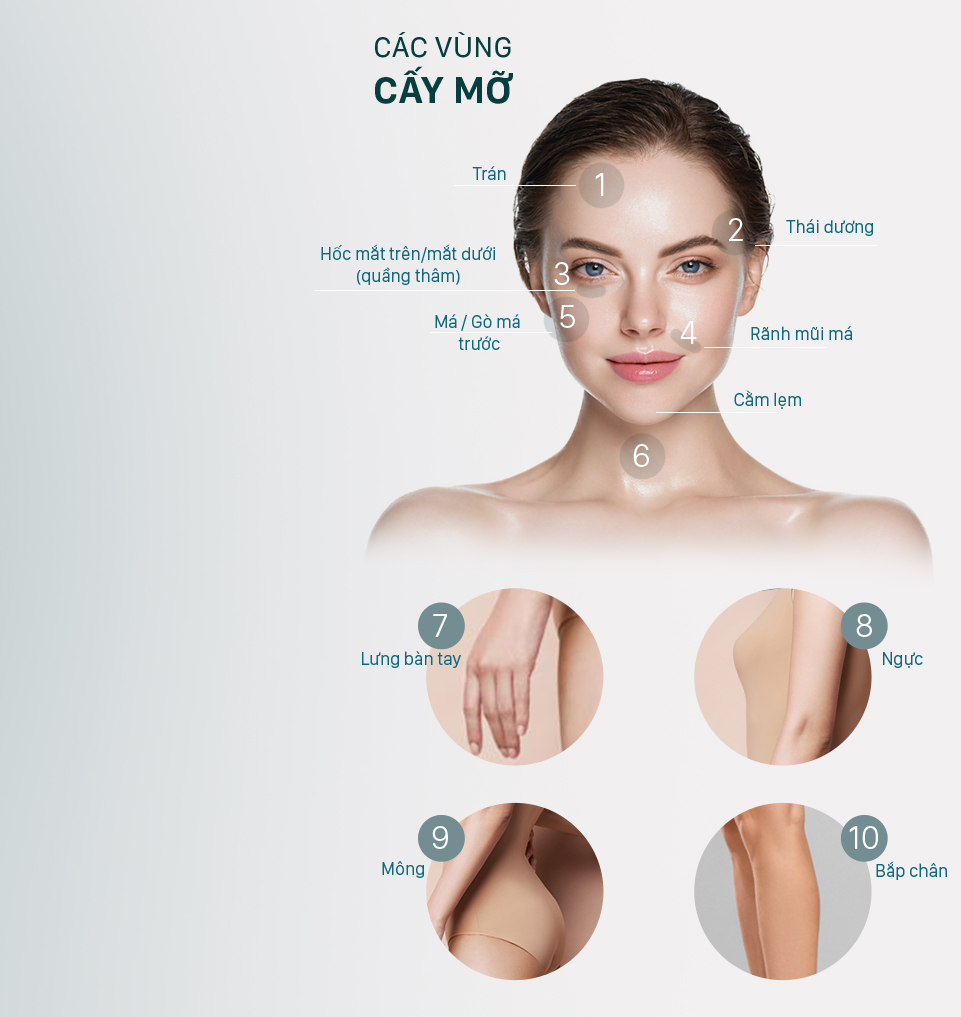 CÁC VÙNG
CẤY MỠ
Trán
1
2
Thái dương
Hốc mắt trên/mắt dưới
(quầng thâm)
3
Má / Gò má
trước
5
4
Rãnh mũi má
Cằm lẹm
6
7
Lưng bàn tay
8
Ngực
9
Mông
10
Bắp chân